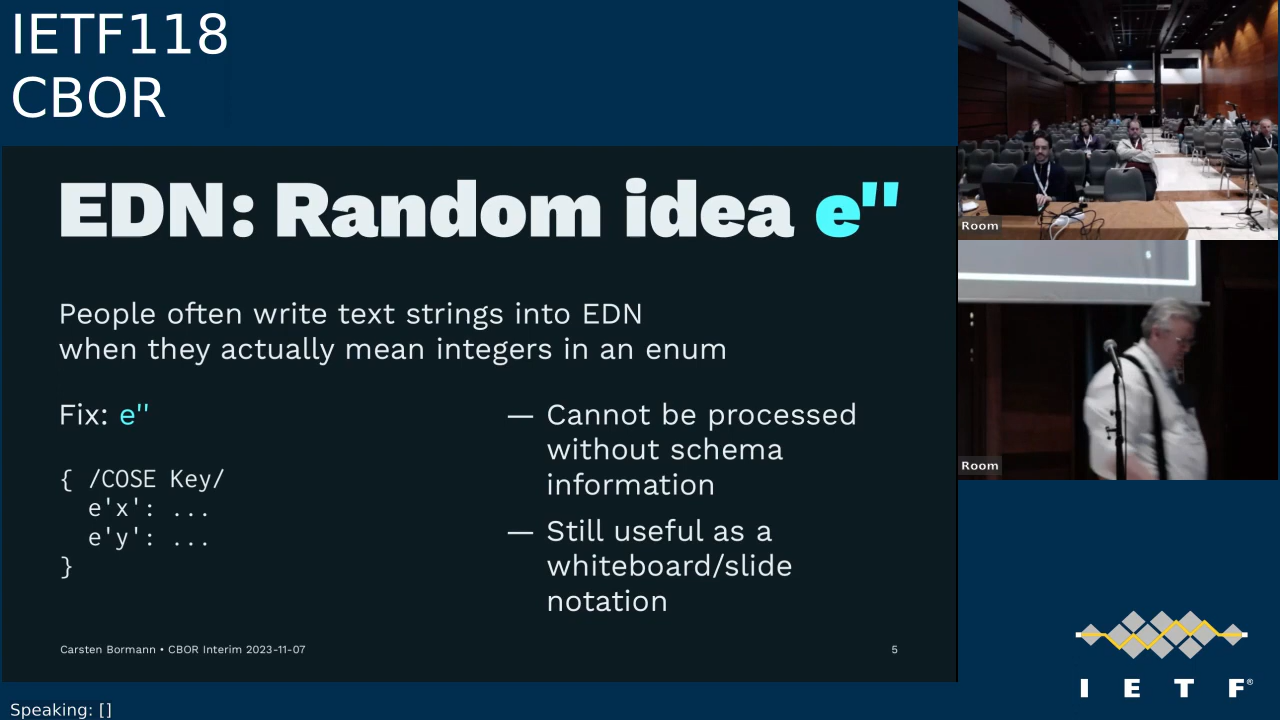 IETF118
CBOR
EDN: Random idea e''
People often write text strings into EDN
when they actually mean integers in an enum
Fix: e''
{ /COSE Key/
  e'x': ...
  e'y': ...
}
— Cannot be processed
without schema
information
— Still useful as a
whiteboard/slide
notation
Carsten Bormann • CBOR Interim 2023-11-07
5
Room
Room
I E T F®
Speaking: []